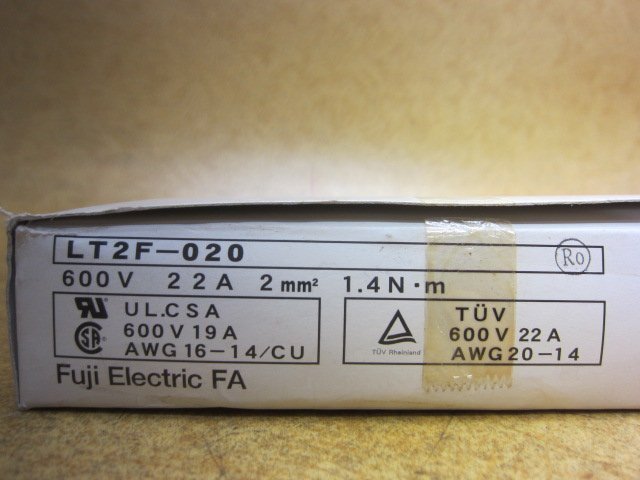 LT2F-020
Ro
600V 22A 2mm² 1.4N·m
UL.CSA
600V 19A
AWG 16-14/CU
TÜV
600V 22A
TÜV Rheinland
AWG 20-14
Fuji Electric FA